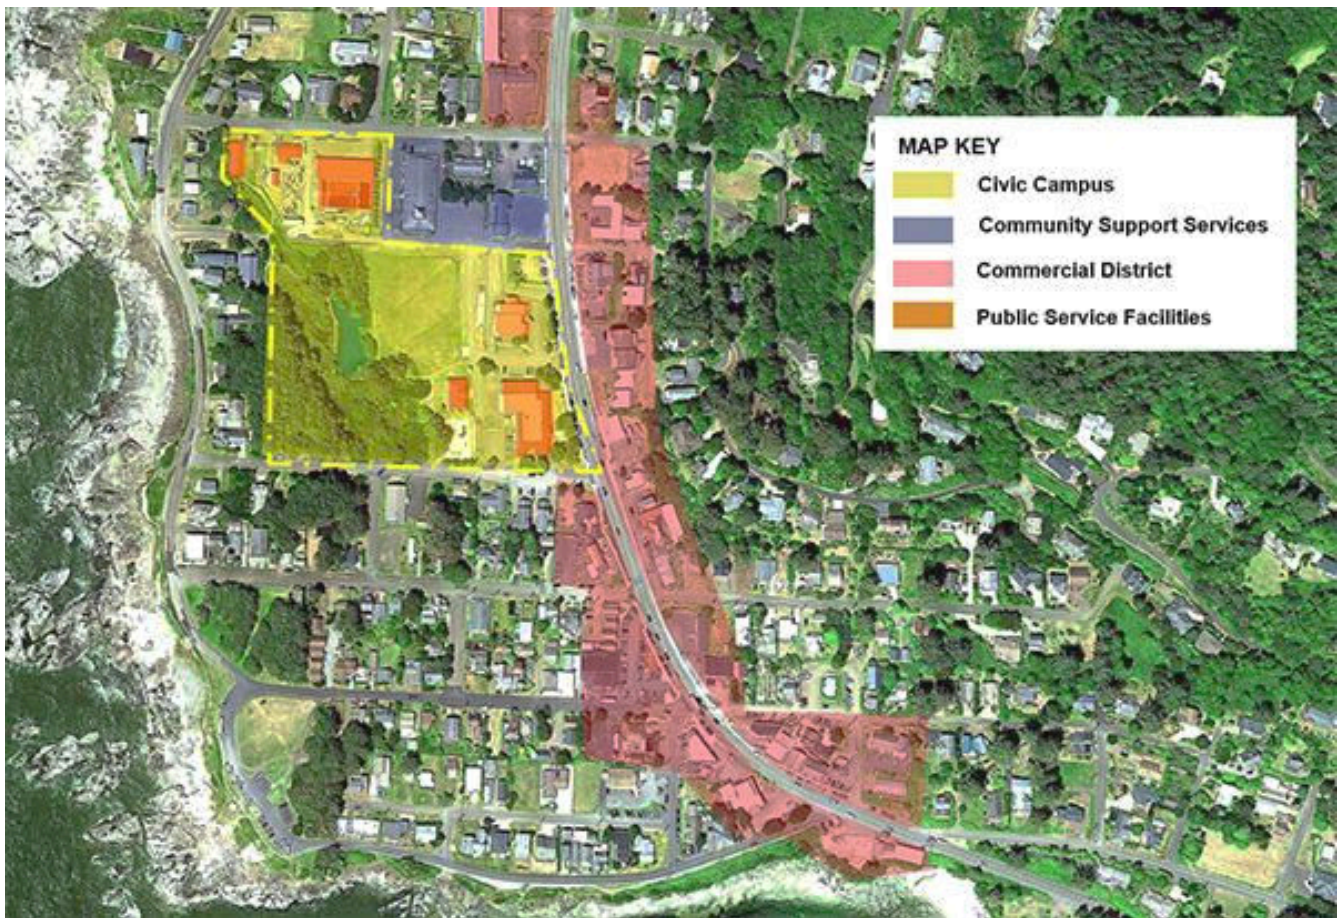 MAP KEY
Civic Campus
Community Support Services
Commercial District
Public Service Facilities